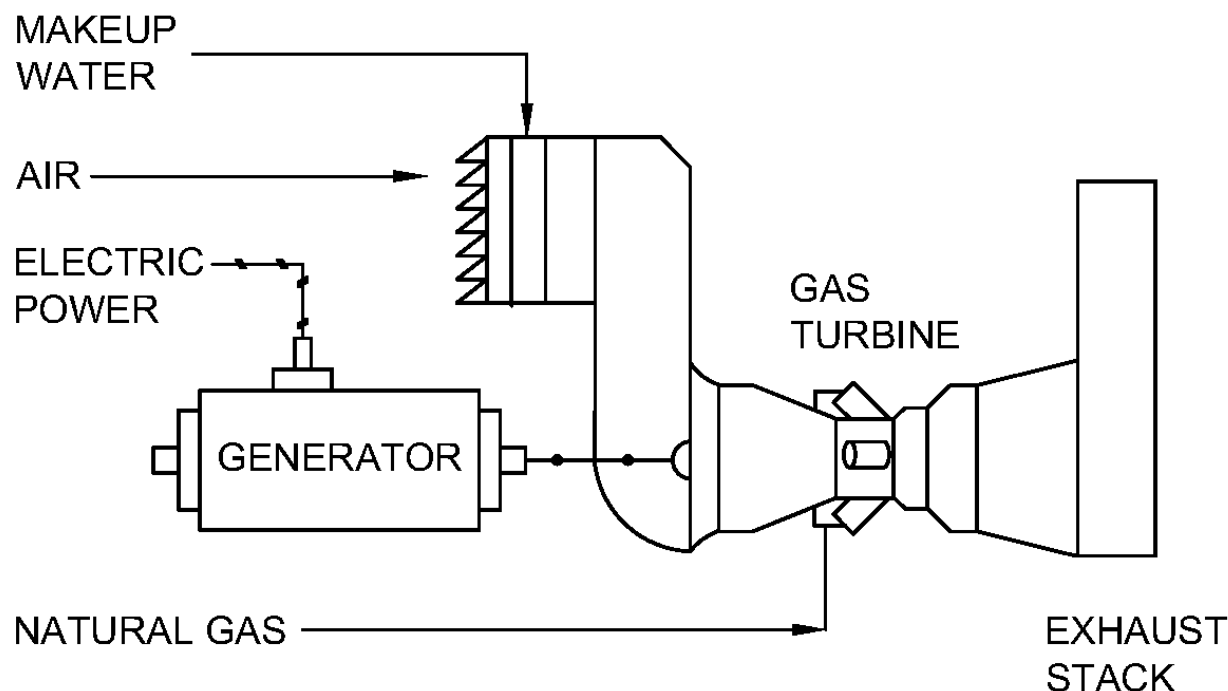 MAKEUP
WATER
AIR
ELECTRIC
POWER
GAS
TURBINE
GENERATOR
NATURAL GAS
EXHAUST
STACK